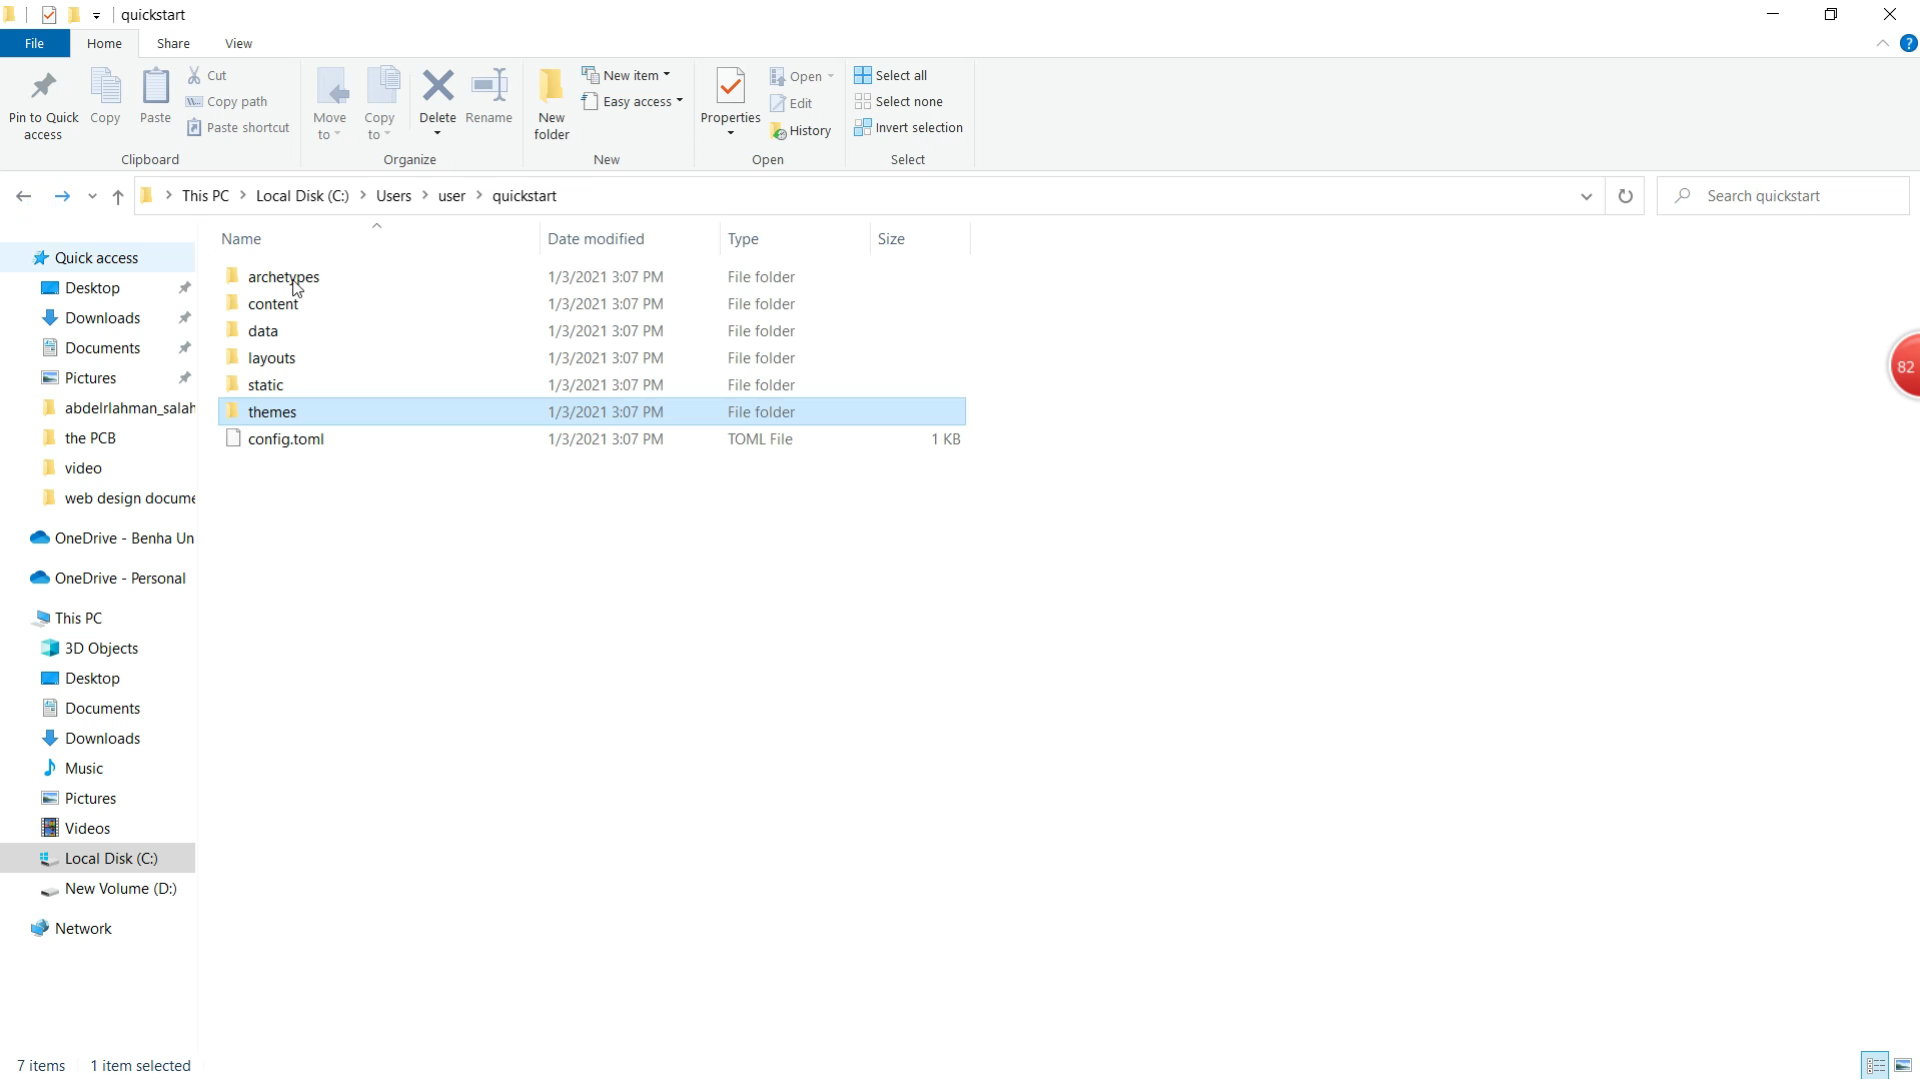 quickstart
File Home Share View
Pin to Quick access
Copy
Paste
Cut
Copy path
Paste shortcut
Clipboard
Move to
Copy to
Delete
Rename
Organize
New folder
New item
Easy access
New
Properties
Open
Edit
History
Open
Select all
Select none
Invert selection
Select
This PC > Local Disk (C:) > Users > user > quickstart
Search quickstart
Name Date modified Type Size
archetypes 1/3/2021 3:07 PM File folder
content 1/3/2021 3:07 PM File folder
data 1/3/2021 3:07 PM File folder
layouts 1/3/2021 3:07 PM File folder
static 1/3/2021 3:07 PM File folder
themes 1/3/2021 3:07 PM File folder
config.toml 1/3/2021 3:07 PM TOML File 1 KB
Quick access
Desktop
Downloads
Documents
Pictures
abdelrlahman_salah
the PCB
video
web design docume
OneDrive - Benha Un
OneDrive - Personal
This PC
3D Objects
Desktop
Documents
Downloads
Music
Pictures
Videos
Local Disk (C:)
New Volume (D:)
Network
82
7 items 1 item selected